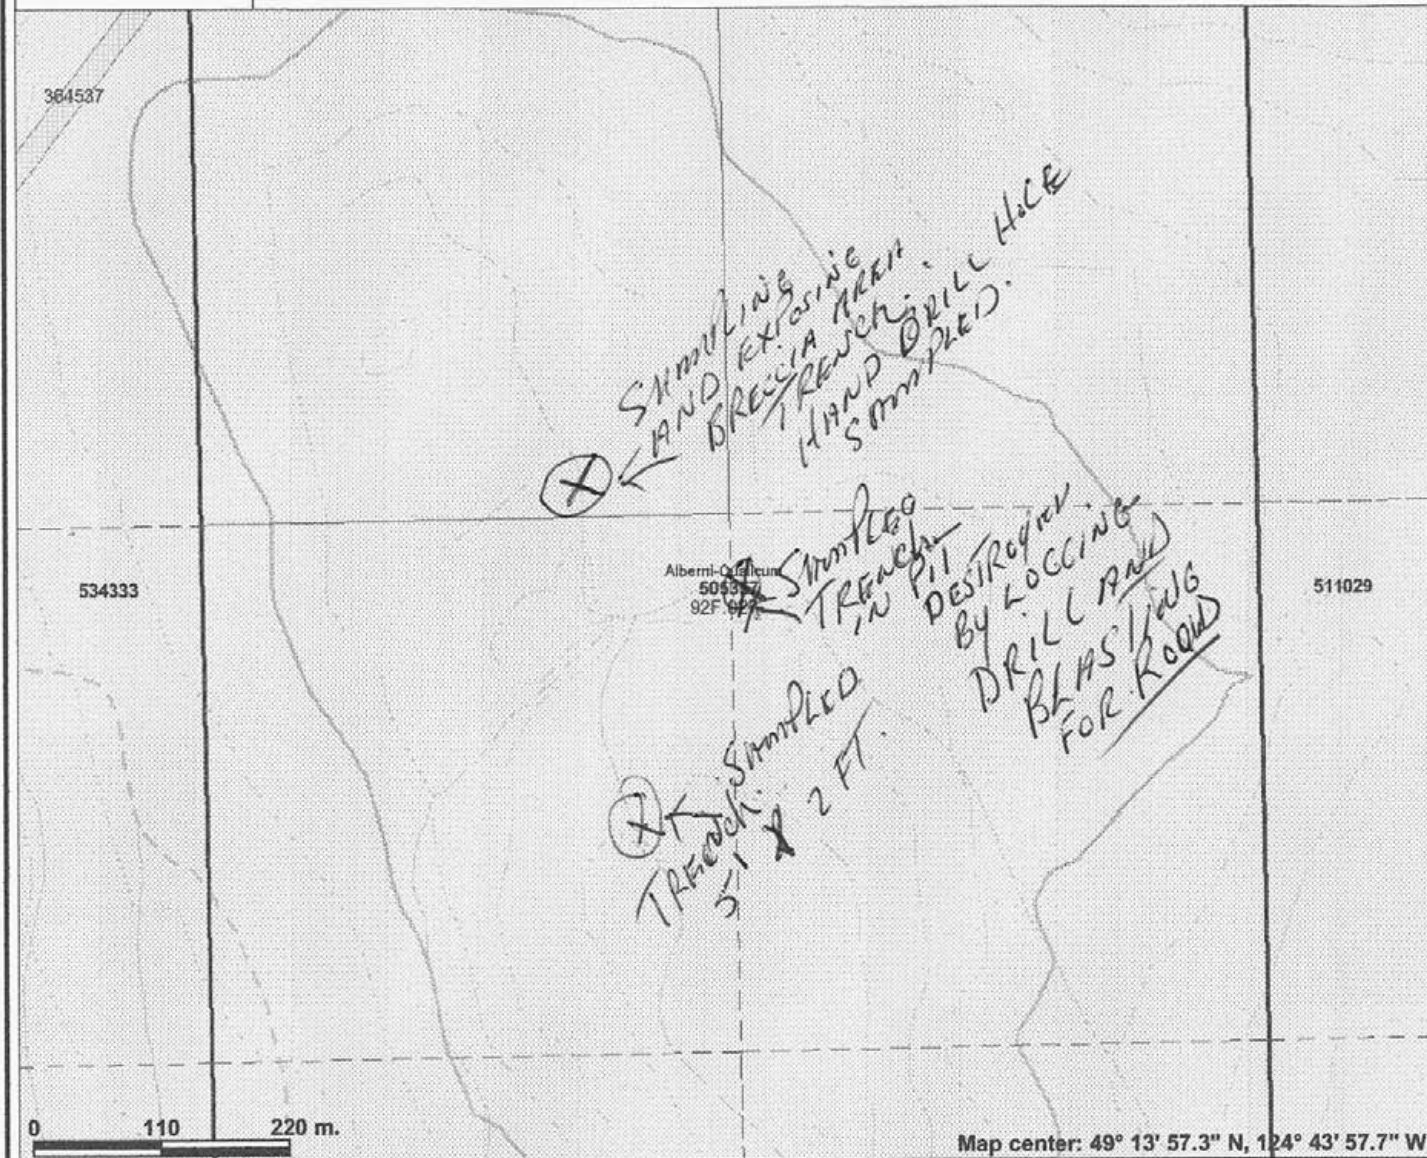 364537
SAMPLING
AND EXPOSING
BRECCIA AREA
TRENCH.
HAND DRILL HOLE
SAMPLED.
SAMPLED
TRENCH
IN PIT
DESTROYED
BY LOGGING
DRILL AND
BLASTING
FOR ROAD
Alberni-Qualicum
92F
534333
511029
SAMPLED
TRENCH.
5' X 2 FT.
0 110 220 m.
Map center: 49° 13' 57.3" N, 124° 43' 57.7" W